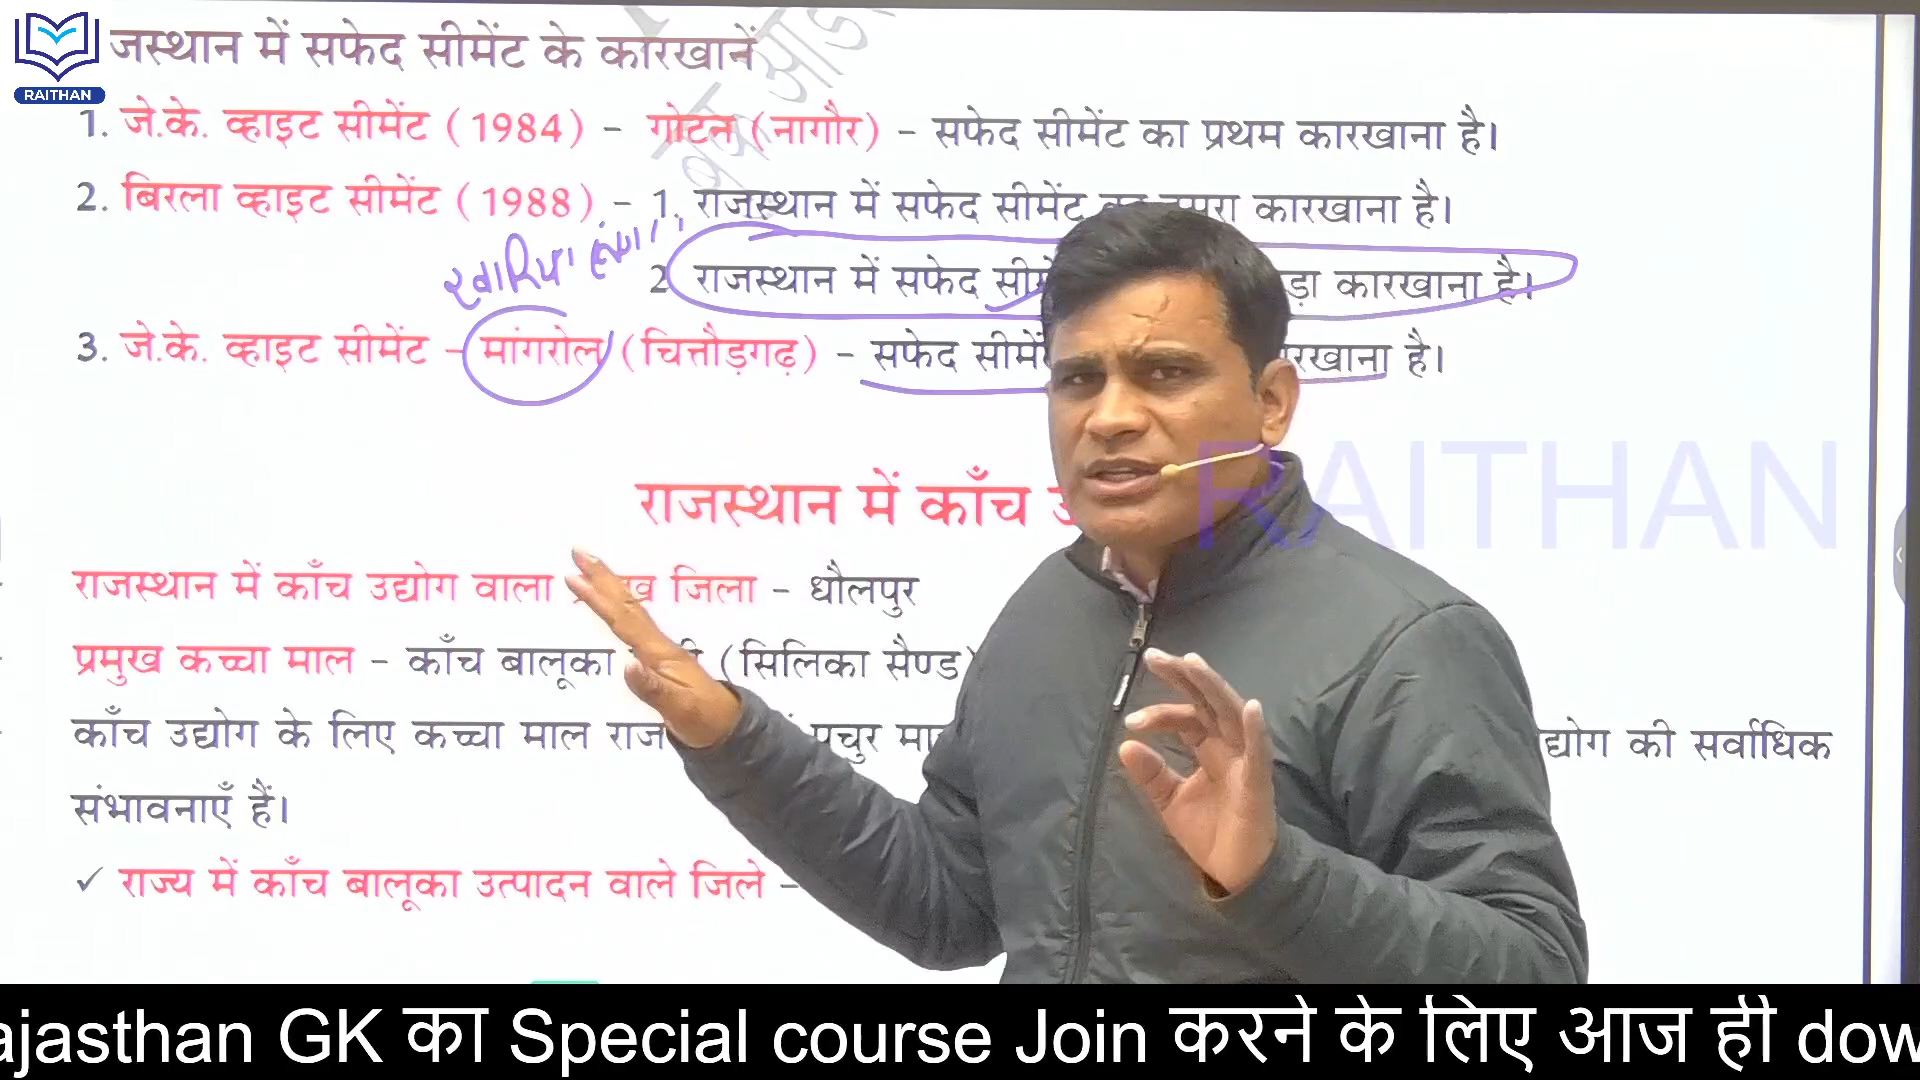 RAITHAN
जस्थान में सफेद सीमेंट के कारखानें
1. जे.के. व्हाइट सीमेंट (1984) - गोटन (नागौर) - सफेद सीमेंट का प्रथम कारखाना है।
2. बिरला व्हाइट सीमेंट (1988) - 1. राजस्थान में सफेद सीमेंट का दूसरा कारखाना है।
2 राजस्थान में सफेद ड़ा कारखाना है।
3. जे.के. व्हाइट सीमेंट - मांगरोल (चित्तौड़गढ़) - सफेद रखाना है।
RAITHAN
राजस्थान में काँच
राजस्थान में काँच उद्योग वाला जिला - धौलपुर
प्रमुख कच्चा माल - काँच बालूका (सिलिका सैण्ड)
काँच उद्योग के लिए कच्चा माल राज प्रचुर द्योग की सर्वाधिक
संभावनाएँ हैं।
✓ राज्य में काँच बालूका उत्पादन वाले जिले -
ajasthan GK का Special course Join करने के लिए आज ही dow